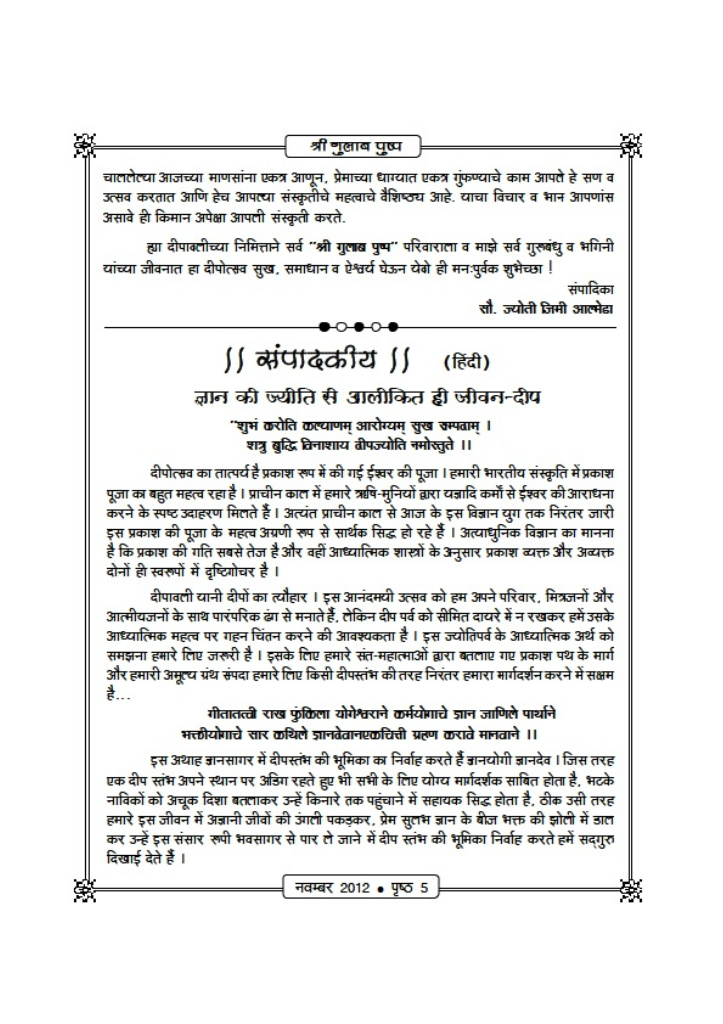 श्री गुलाब पुष्प
चाललेल्या आजच्या माणसांना एकत्र आणून, प्रेमाच्या धाग्यात एकत्र गुंफण्याचे काम आपले हे सण व
उत्सव करतात आणि हेच आपल्या संस्कृतीचे महत्वाचे वैशिष्ठ्य आहे. याचा विचार व भान आपणांस
असावे ही किमान अपेक्षा आपली संस्कृती करते.
ह्या दीपावलीच्या निमित्ताने सर्व "श्री गुलाब पुष्प" परिवाराला व माझे सर्व गुरुबंधु व भगिनी
यांच्या जीवनात हा दीपोत्सव सुख, समाधान व ऐश्वर्य घेऊन येवो ही मनःपुर्वक शुभेच्छा !
संपादिका
सौ. ज्योती जिमी आल्मेडा
।। संपादकीय ।। (हिंदी)
ज्ञान की ज्योति से आलोकित हो जीवन-दीप
"शुभं करोति कल्याणम् आरोग्यम् सुख सम्पदाम् ।
शत्रु बुद्धि विनाशाय दीपज्योति नमोस्तुते ।।
दीपोत्सव का तात्पर्य है प्रकाश रूप में की गई ईश्वर की पूजा । हमारी भारतीय संस्कृति में प्रकाश
पूजा का बहुत महत्व रहा है । प्राचीन काल में हमारे ऋषि-मुनियों द्वारा यज्ञादि कर्मों से ईश्वर की आराधना
करने के स्पष्ट उदाहरण मिलते हैं । अत्यंत प्राचीन काल से आज के इस विज्ञान युग तक निरंतर जारी
इस प्रकाश की पूजा के महत्व अग्रणी रूप से सार्थक सिद्ध हो रहे हैं । अत्याधुनिक विज्ञान का मानना
है कि प्रकाश की गति सबसे तेज है और वहीं आध्यात्मिक शास्त्रों के अनुसार प्रकाश व्यक्त और अव्यक्त
दोनों ही स्वरूपों में दृष्टिगोचर है ।
दीपावली यानी दीपों का त्यौहार । इस आनंदमयी उत्सव को हम अपने परिवार, मित्रजनों और
आत्मीयजनों के साथ पारंपरिक ढंग से मनाते हैं, लेकिन दीप पर्व को सीमित दायरे में न रखकर हमें उसके
आध्यात्मिक महत्व पर गहन चिंतन करने की आवश्यकता है । इस ज्योतिपर्व के आध्यात्मिक अर्थ को
समझना हमारे लिए जरूरी है । इसके लिए हमारे संत-महात्माओं द्वारा बतलाए गए प्रकाश पथ के मार्ग
और हमारी अमूल्य ग्रंथ संपदा हमारे लिए किसी दीपस्तंभ की तरह निरंतर हमारा मार्गदर्शन करने में सक्षम
है...
गीतातत्वी राख फुंकिला योगेश्वराने कर्मयोगाचे ज्ञान जाणिले पार्थाने
भक्तीयोगाचे सार कथिले ज्ञानदेवानएकचित्ती ग्रहण करावे मानवाने ।।
इस अथाह ज्ञानसागर में दीपस्तंभ की भूमिका का निर्वाह करते हैं ज्ञानयोगी ज्ञानदेव । जिस तरह
एक दीप स्तंभ अपने स्थान पर अडिग रहते हुए भी सभी के लिए योग्य मार्गदर्शक साबित होता है, भटके
नाविकों को अचूक दिशा बतलाकर उन्हें किनारे तक पहुंचाने में सहायक सिद्ध होता है, ठीक उसी तरह
हमारे इस जीवन में अज्ञानी जीवों की उंगली पकड़कर, प्रेम सुलभ ज्ञान के बीज भक्त की झोली में डाल
कर उन्हें इस संसार रूपी भवसागर से पार ले जाने में दीप स्तंभ की भूमिका निर्वाह करते हमें सद्‌गुरु
दिखाई देते हैं ।
नवम्बर 2012 ● पृष्ठ 5